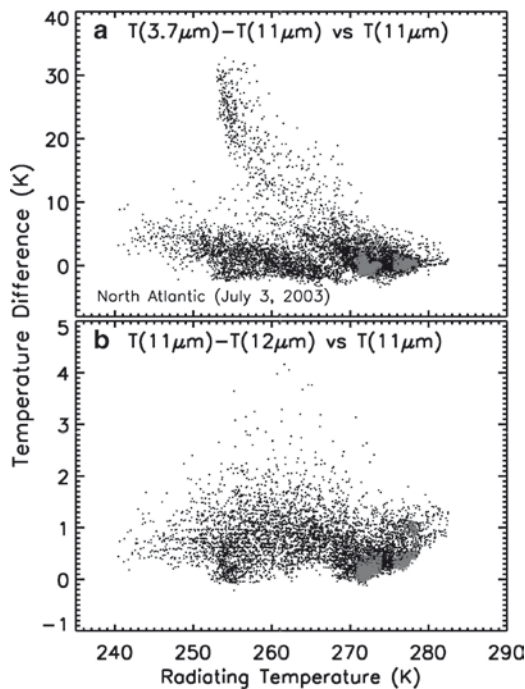 a T(3.7μm)−T(11μm) vs T(11μm)
40
30
20
10
0
North Atlantic (July 3, 2003)
Temperature Difference (K)
b T(11μm)−T(12μm) vs T(11μm)
5
4
3
2
1
0
−1
240 250 260 270 280 290
Radiating Temperature (K)